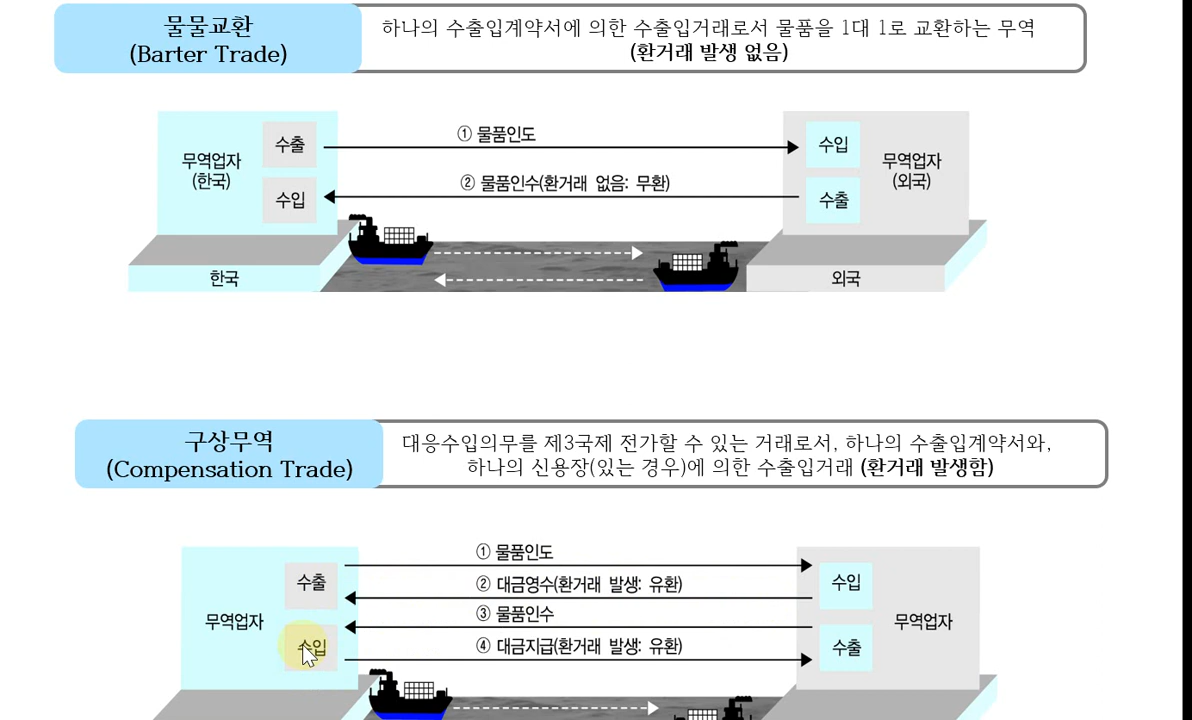 물물교환
(Barter Trade)
하나의 수출입계약서에 의한 수출입거래로서 물품을 1대 1로 교환하는 무역
(환거래 발생 없음)
무역업자
(한국)
수출
수입
① 물품인도
② 물품인수(환거래 없음: 무환)
수입
수출
무역업자
(외국)
한국
외국
구상무역
(Compensation Trade)
대응수입의무를 제3국제 전가할 수 있는 거래로서, 하나의 수출입계약서와,
하나의 신용장(있는 경우)에 의한 수출입거래 (환거래 발생함)
무역업자
수출
수입
① 물품인도
② 대금영수(환거래 발생: 유환)
③ 물품인수
④ 대금지급(환거래 발생: 유환)
수입
수출
무역업자